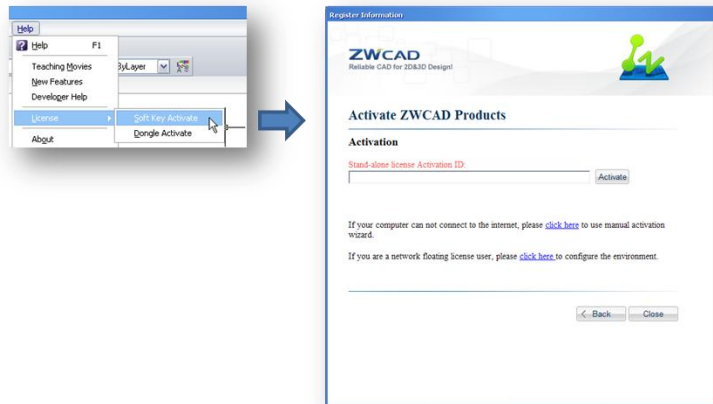 Help
Help F1
Teaching Movies
New Features
Developer Help
License
About
Soft Key Activate
Dongle Activate
ByLayer
Register Information
ZWCAD
Reliable CAD for 2D&3D Design!
Activate ZWCAD Products
Activation
Stand-alone license Activation ID:
Activate
If your computer can not connect to the internet, please click here to use manual activation
wizard.
If you are a network floating license user, please click here to configure the environment.
< Back
Close